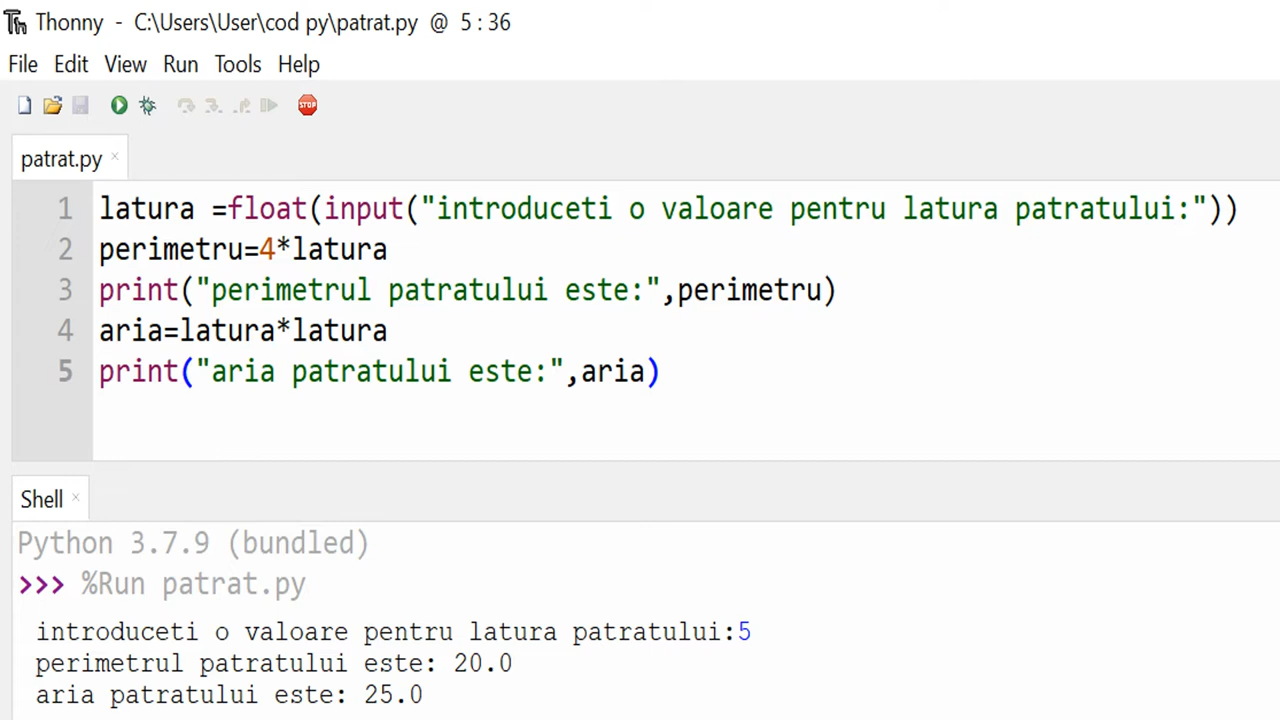 Thonny - C:\Users\User\cod py\patrat.py @ 5 : 36
File Edit View Run Tools Help
STOP
patrat.py ×
1 latura =float(input("introduceti o valoare pentru latura patratului:"))
2 perimetru=4*latura
3 print("perimetrul patratului este:",perimetru)
4 aria=latura*latura
5 print("aria patratului este:",aria)
Shell ×
Python 3.7.9 (bundled)
>>> %Run patrat.py
introduceti o valoare pentru latura patratului:5
perimetrul patratului este: 20.0
aria patratului este: 25.0